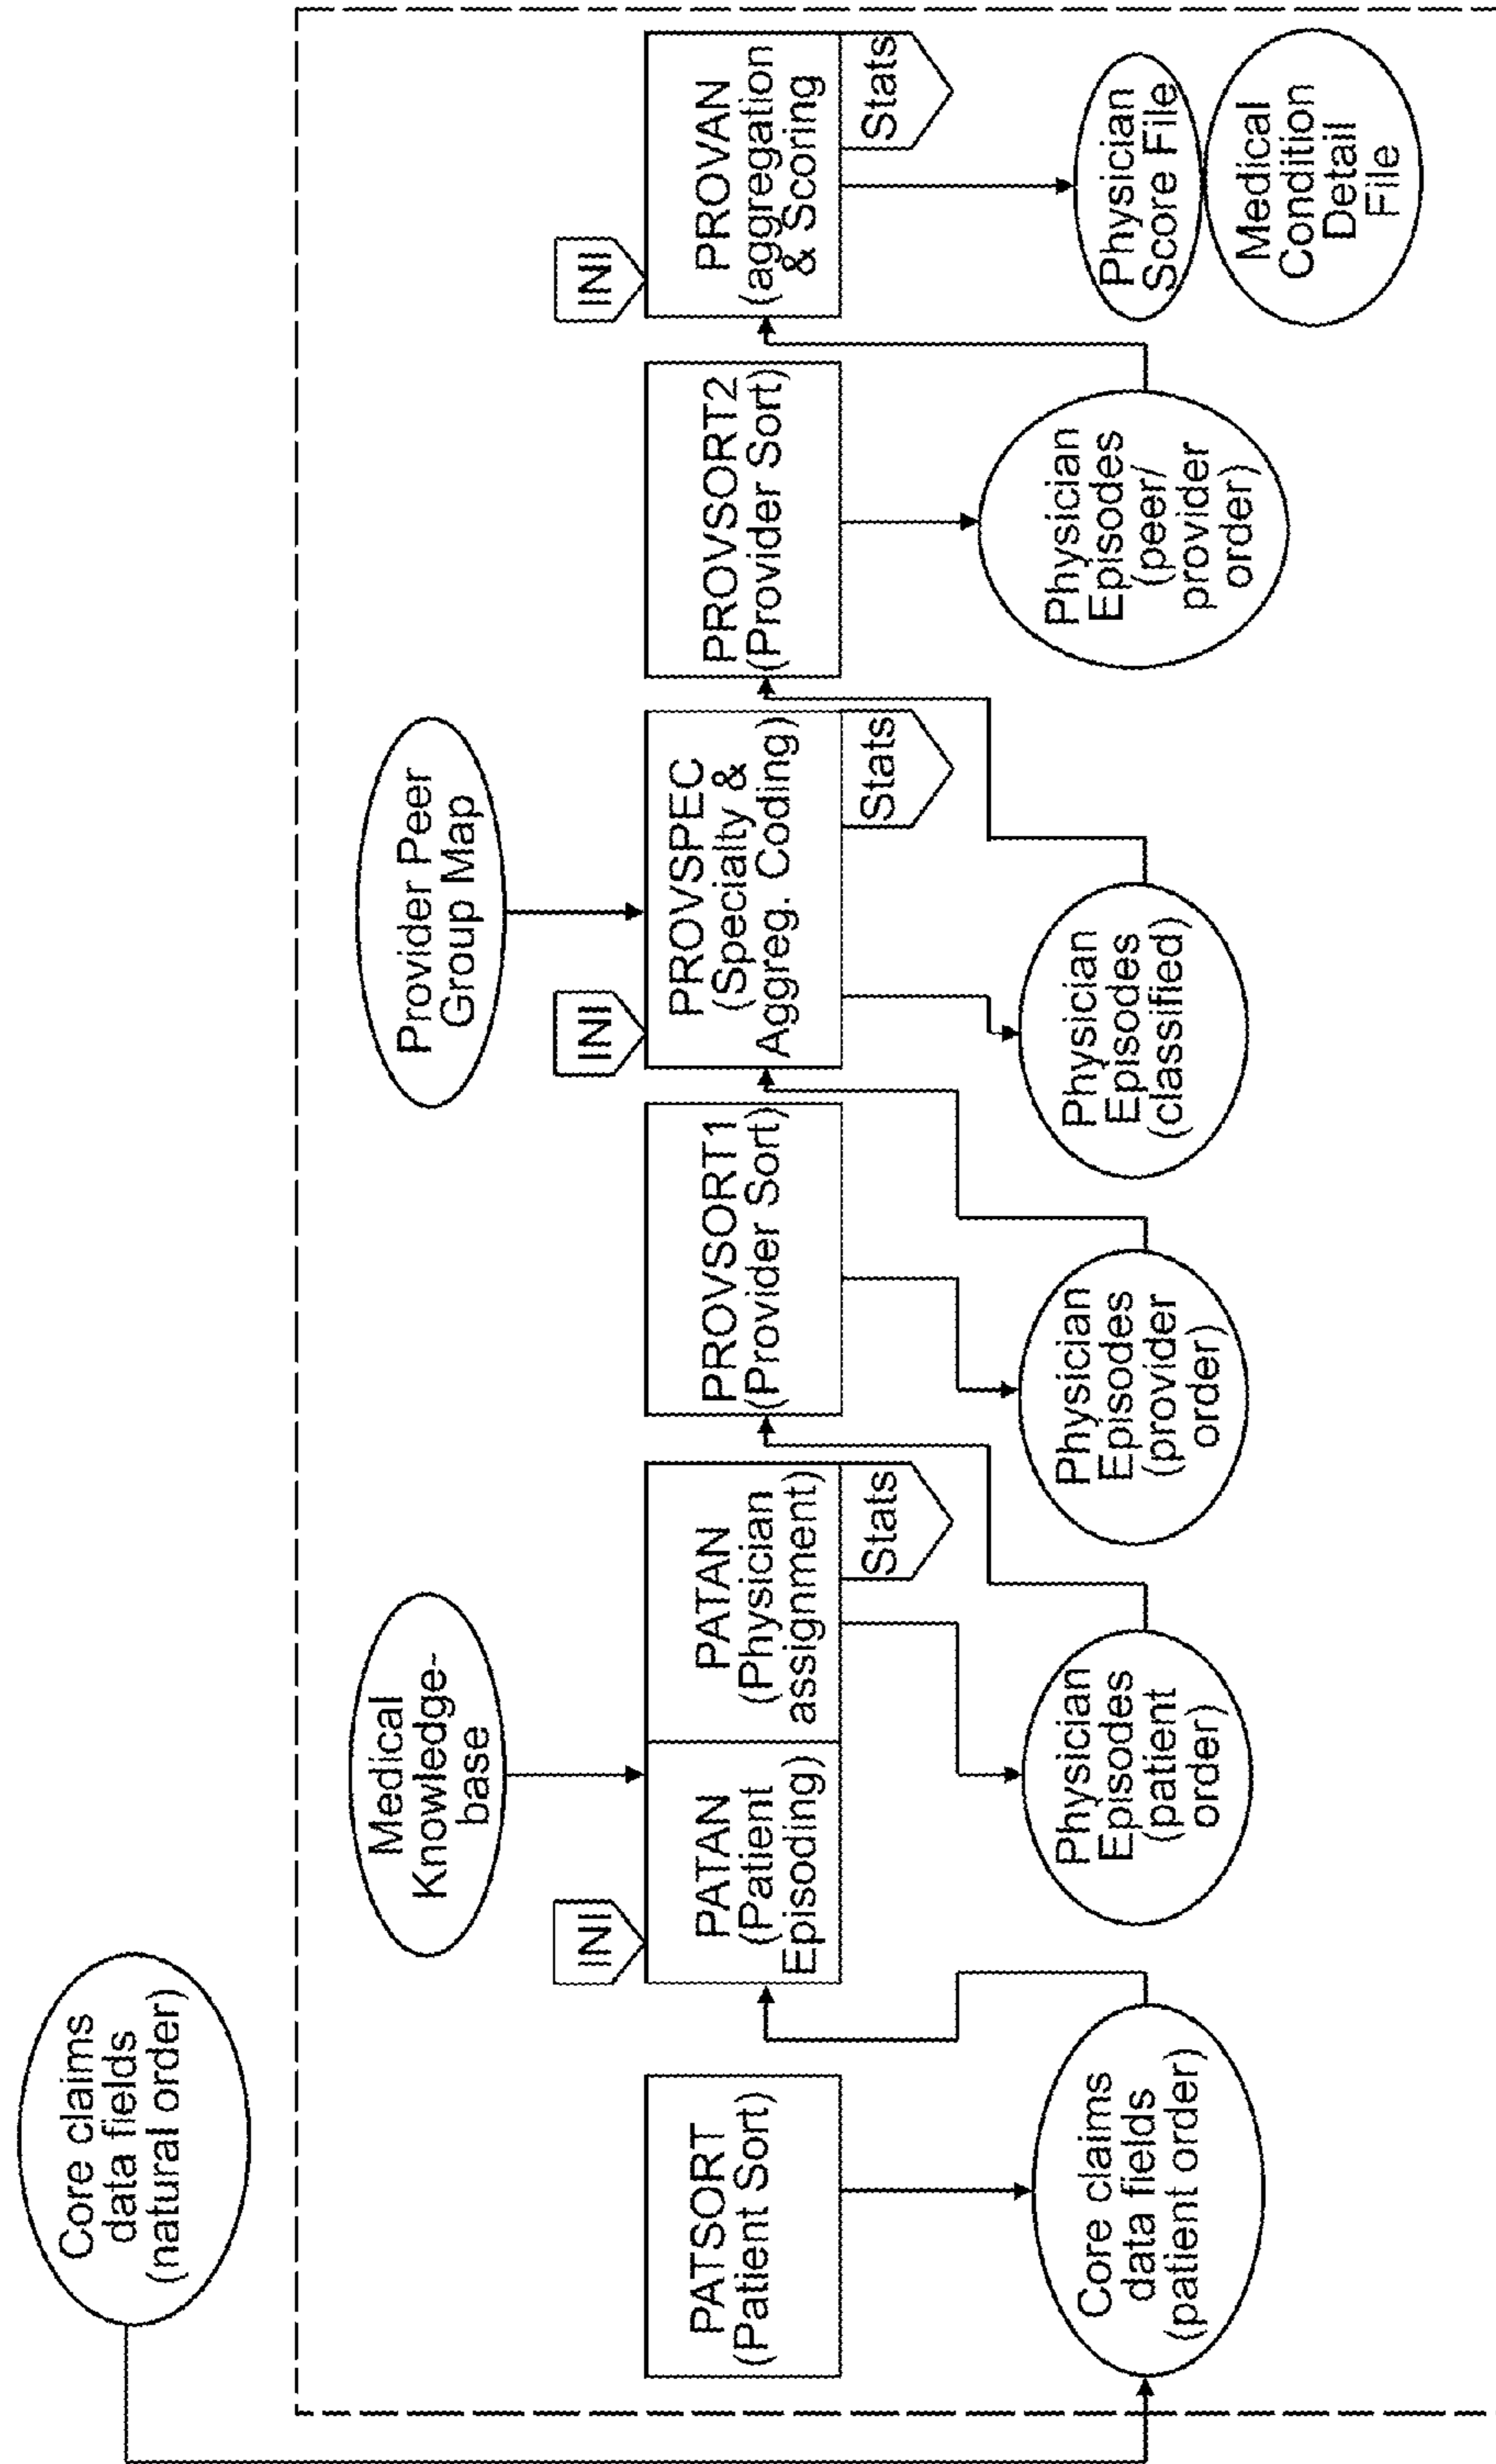 Core claims
data fields
(natural order)
Medical
Knowledge-
base
Provider Peer
Group Map
INI
INI
INI
PATSORT
(Patient Sort)
PATAN
(Patient
Episoding)
PATAN
(Physician
assignment)
PROVSORT1
(Provider Sort)
PROVSPEC
(Specialty &
Aggreg. Coding)
PROVSORT2
(Provider Sort)
PROVAN
(aggregation
& Scoring
Stats
Stats
Stats
Core claims
data fields
(patient order)
Physician
Episodes
(patient
order)
Physician
Episodes
(provider
order)
Physician
Episodes
(classified)
Physician
Episodes
(peer/
provider
order)
Physician
Score File
Medical
Condition
Detail
File